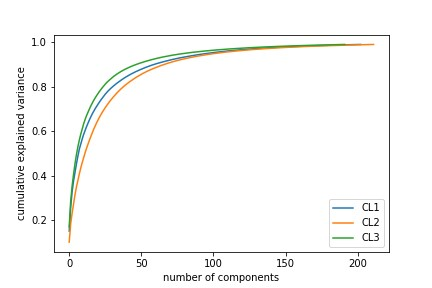 cumulative explained variance
1.0
0.8
0.6
0.4
0.2
0 50 100 150 200
number of components
CL1
CL2
CL3